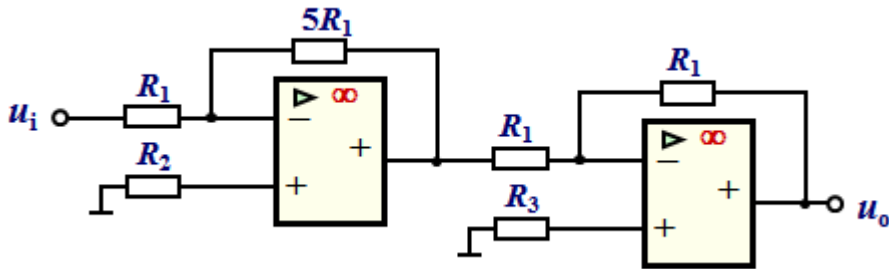 5R₁
R₁
uᵢ
R₁
▷ ∞
−
+
+
R₂
R₁
▷ ∞
−
+
+
R₃
uₒ